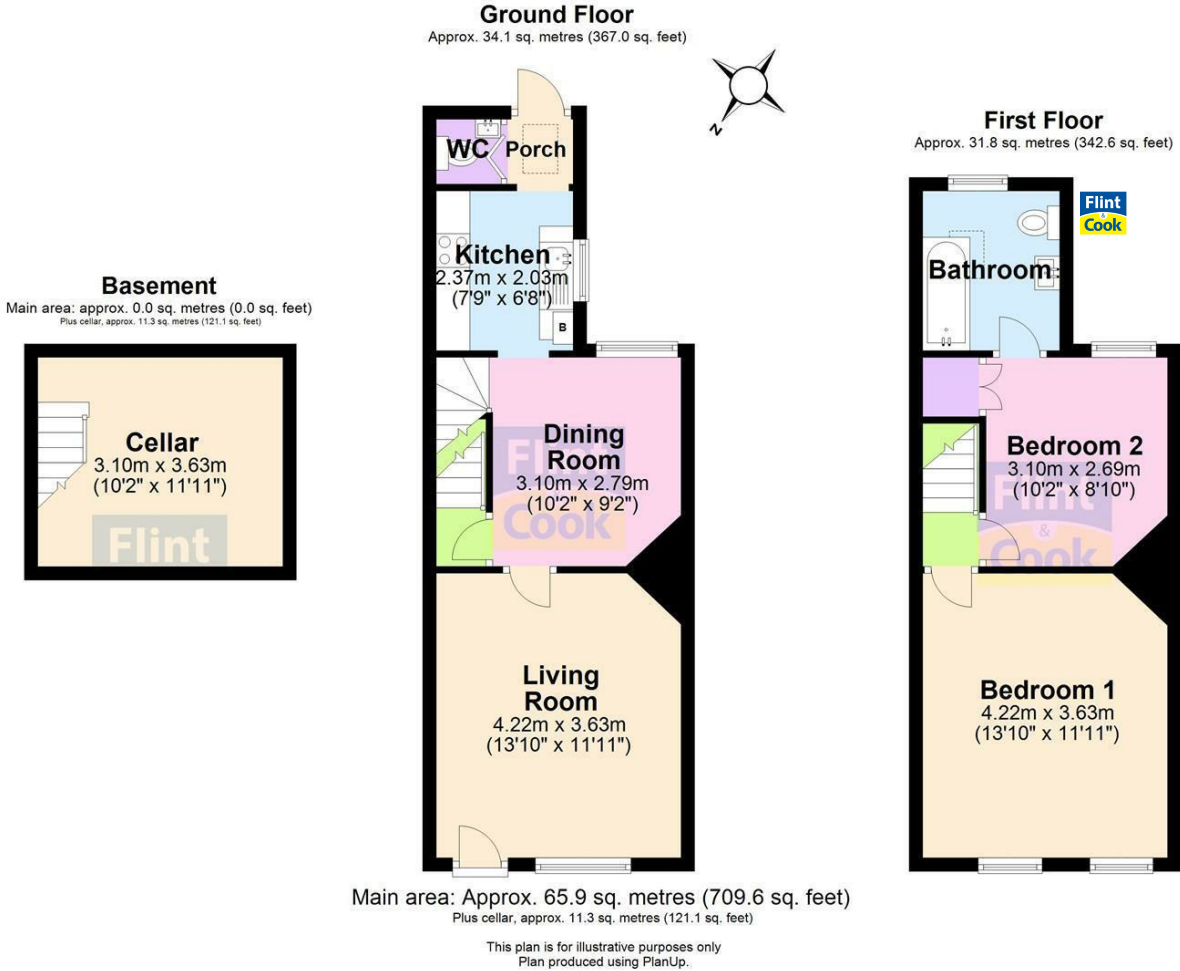 Ground Floor
Approx. 34.1 sq. metres (367.0 sq. feet)
N
WC
Porch
Kitchen
2.37m x 2.03m
(7'9" x 6'8")
B
Dining
Room
3.10m x 2.79m
(10'2" x 9'2")
Flint
&
Cook
Living
Room
4.22m x 3.63m
(13'10" x 11'11")
Basement
Main area: approx. 0.0 sq. metres (0.0 sq. feet)
Plus cellar, approx. 11.3 sq. metres (121.1 sq. feet)
Cellar
3.10m x 3.63m
(10'2" x 11'11")
Flint
First Floor
Approx. 31.8 sq. metres (342.6 sq. feet)
Flint
&
Cook
Bathroom
Bedroom 2
3.10m x 2.69m
(10'2" x 8'10")
Flint
&
Cook
Bedroom 1
4.22m x 3.63m
(13'10" x 11'11")
Main area: Approx. 65.9 sq. metres (709.6 sq. feet)
Plus cellar, approx. 11.3 sq. metres (121.1 sq. feet)
This plan is for illustrative purposes only
Plan produced using PlanUp.